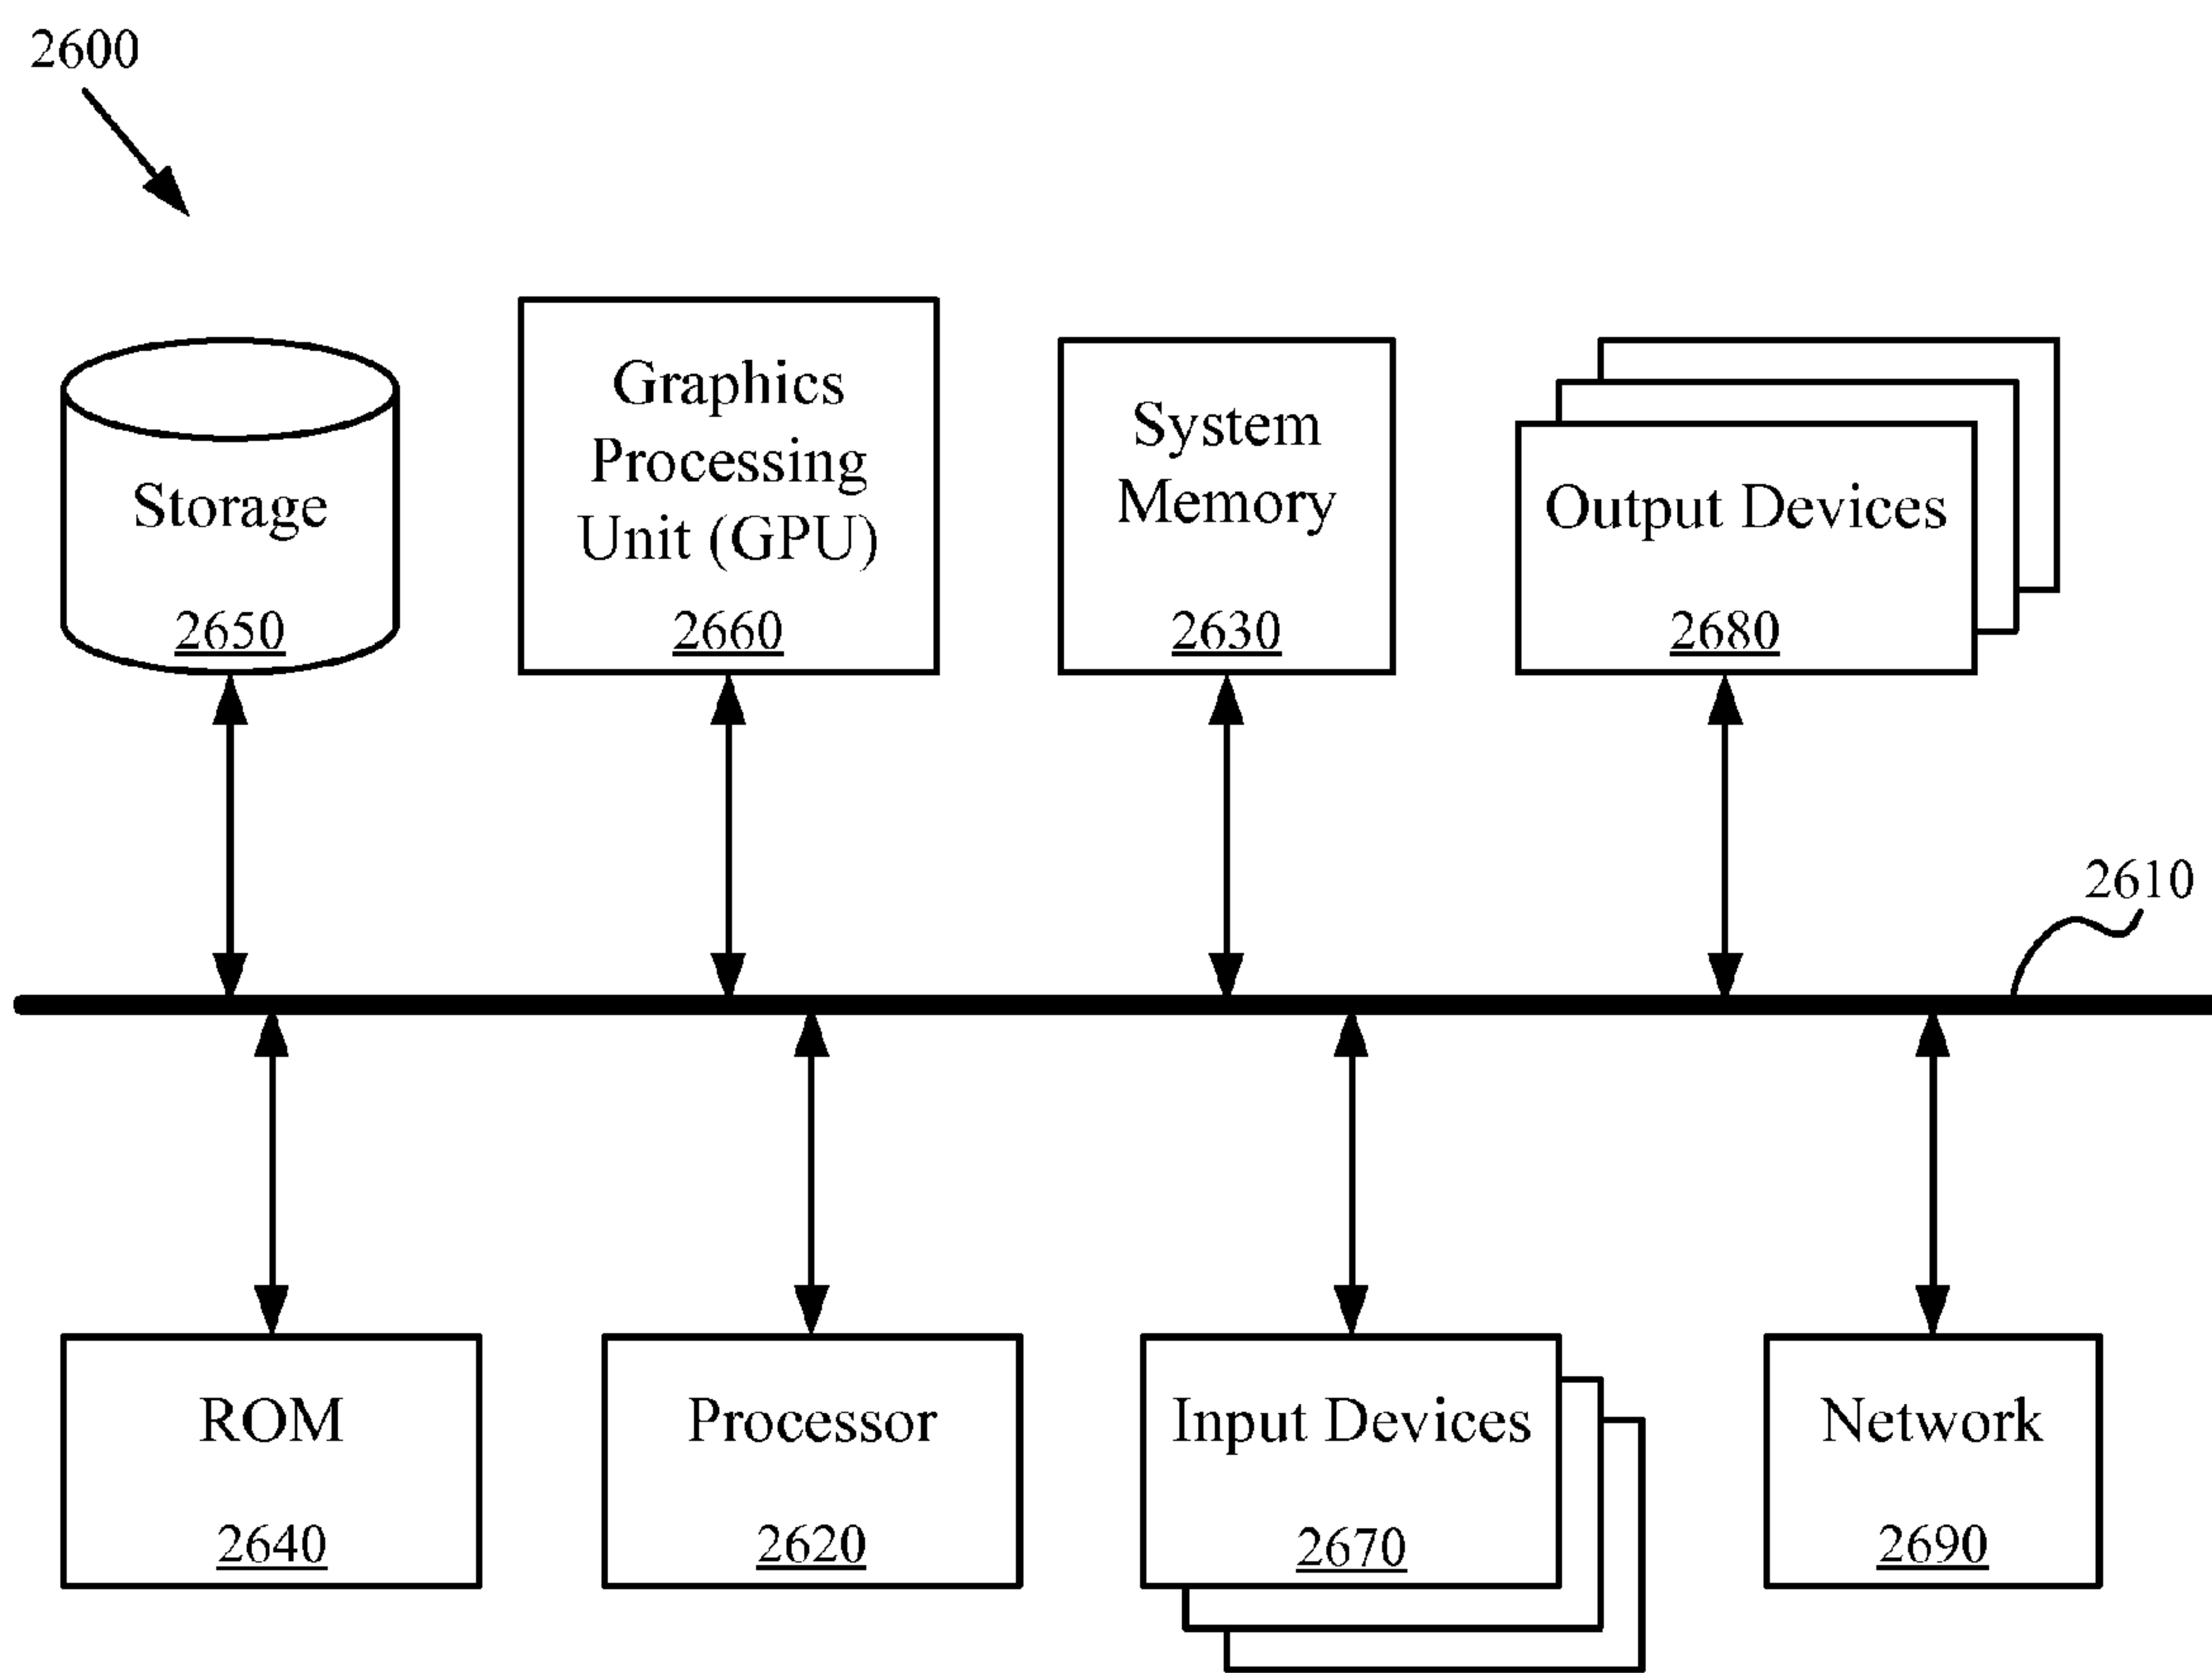 2600
Storage
2650
Graphics
Processing
Unit (GPU)
2660
System
Memory
2630
Output Devices
2680
2610
ROM
2640
Processor
2620
Input Devices
2670
Network
2690